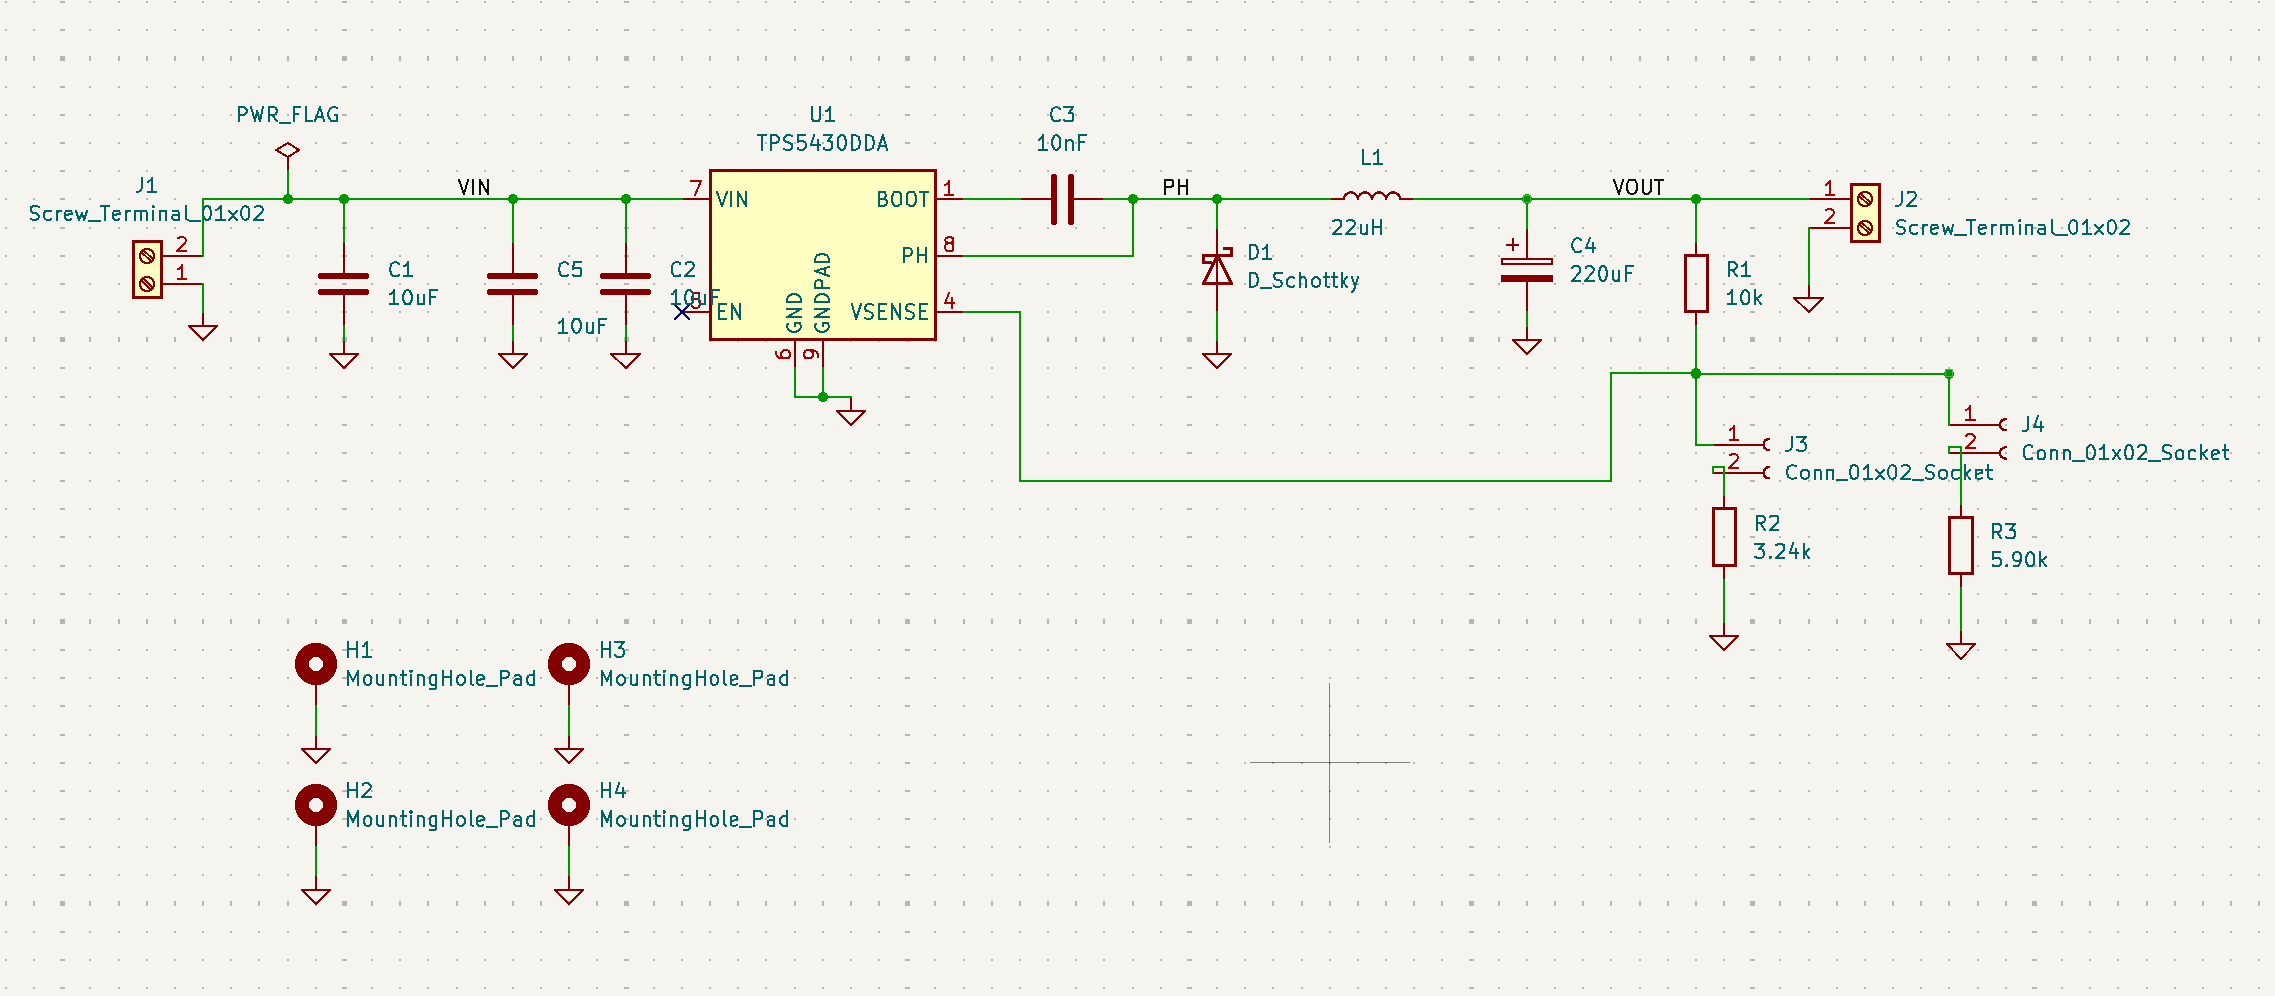 PWR_FLAG
J1
Screw_Terminal_01x02
2
1
VIN
C1
10uF
C5
10uF
C2
10uF
U1
TPS5430DDA
7
VIN
5
EN
GND
GNDPAD
6
9
BOOT
1
PH
8
VSENSE
4
C3
10nF
PH
D1
D_Schottky
L1
22uH
C4
220uF
VOUT
R1
10k
1
2
J2
Screw_Terminal_01x02
1
2
J3
Conn_01x02_Socket
R2
3.24k
1
2
J4
Conn_01x02_Socket
R3
5.90k
H1
MountingHole_Pad
H3
MountingHole_Pad
H2
MountingHole_Pad
H4
MountingHole_Pad